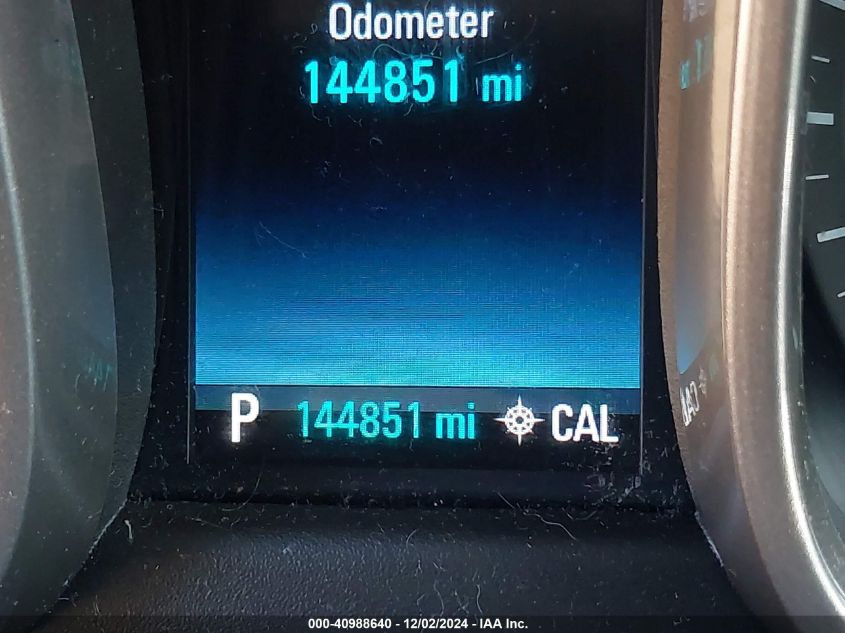 Odometer
144851 mi
P 144851 mi CAL
000-40988640 - 12/02/2024 - IAA Inc.